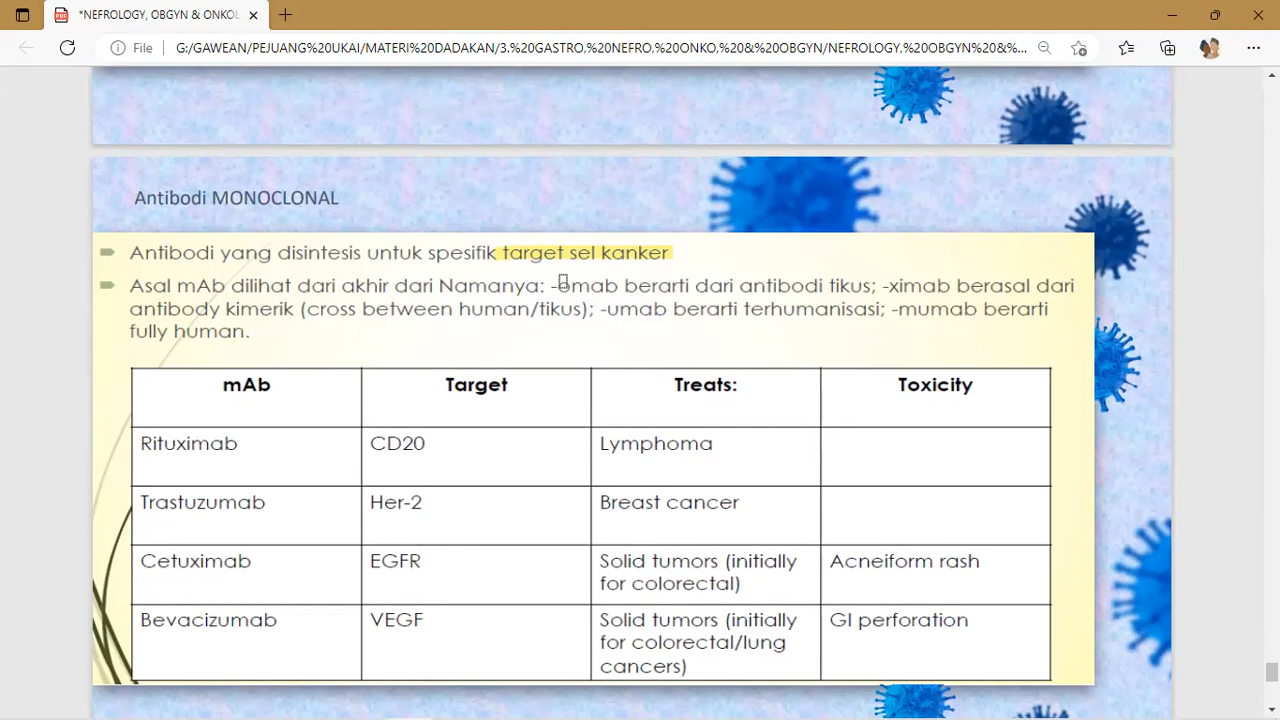 *NEFROLOGY, OBGYN & ONKOL
File
G:/GAWEAN/PEJUANG%20UKAI/MATERI%20DADAKAN/3.%20GASTRO,%20NEFRO,%20ONKO,%20&%20OBGYN/NEFROLOGY,%20OBGYN%20&%...
Antibodi MONOCLONAL
Antibodi yang disintesis untuk spesifik target sel kanker
Asal mAb dilihat dari akhir dari Namanya: -omab berarti dari antibodi tikus; -ximab berasal dari
antibody kimerik (cross between human/tikus); -umab berarti terhumanisasi; -mumab berarti
fully human.
mAb Target Treats: Toxicity
Rituximab CD20 Lymphoma
Trastuzumab Her-2 Breast cancer
Cetuximab EGFR Solid tumors (initially Acneiform rash
for colorectal)
Bevacizumab VEGF Solid tumors (initially GI perforation
for colorectal/lung
cancers)